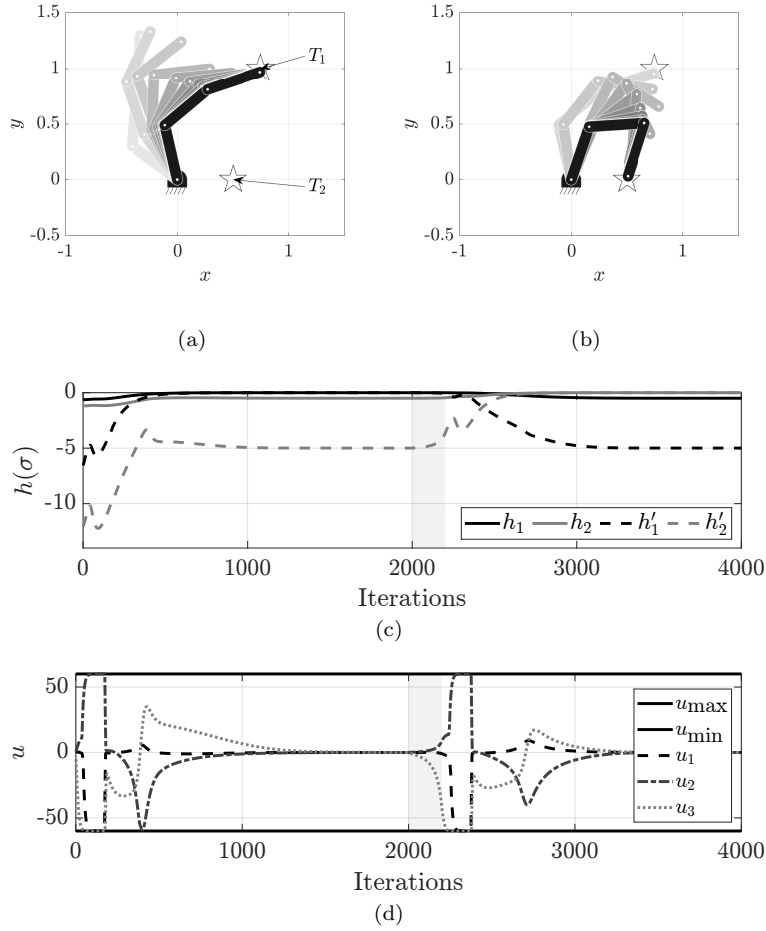 1.5
1
0.5
0
-0.5
y
-1
0
1
x
T₁
T₂
(a)
1.5
1
0.5
0
-0.5
y
-1
0
1
x
(b)
0
-5
-10
h(σ)
h₁ h₂ h′₁ h′₂
0 1000 2000 3000 4000
Iterations
(c)
50
0
-50
u
u_max
u_min
u₁
u₂
u₃
0 1000 2000 3000 4000
Iterations
(d)